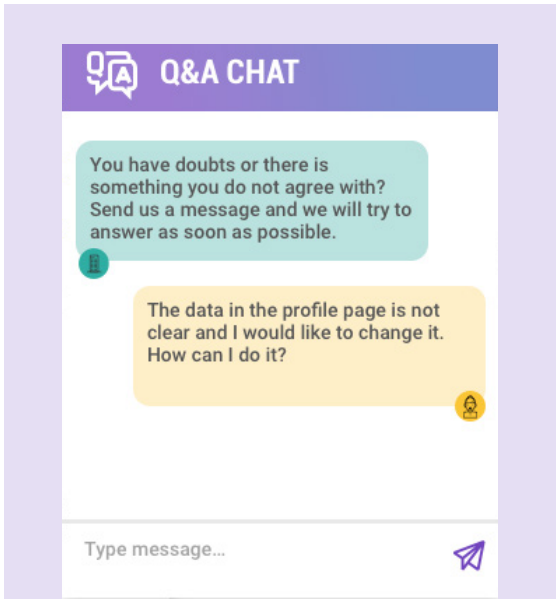 Q
A
Q&A CHAT
You have doubts or there is
something you do not agree with?
Send us a message and we will try to
answer as soon as possible.
The data in the profile page is not
clear and I would like to change it.
How can I do it?
Type message...